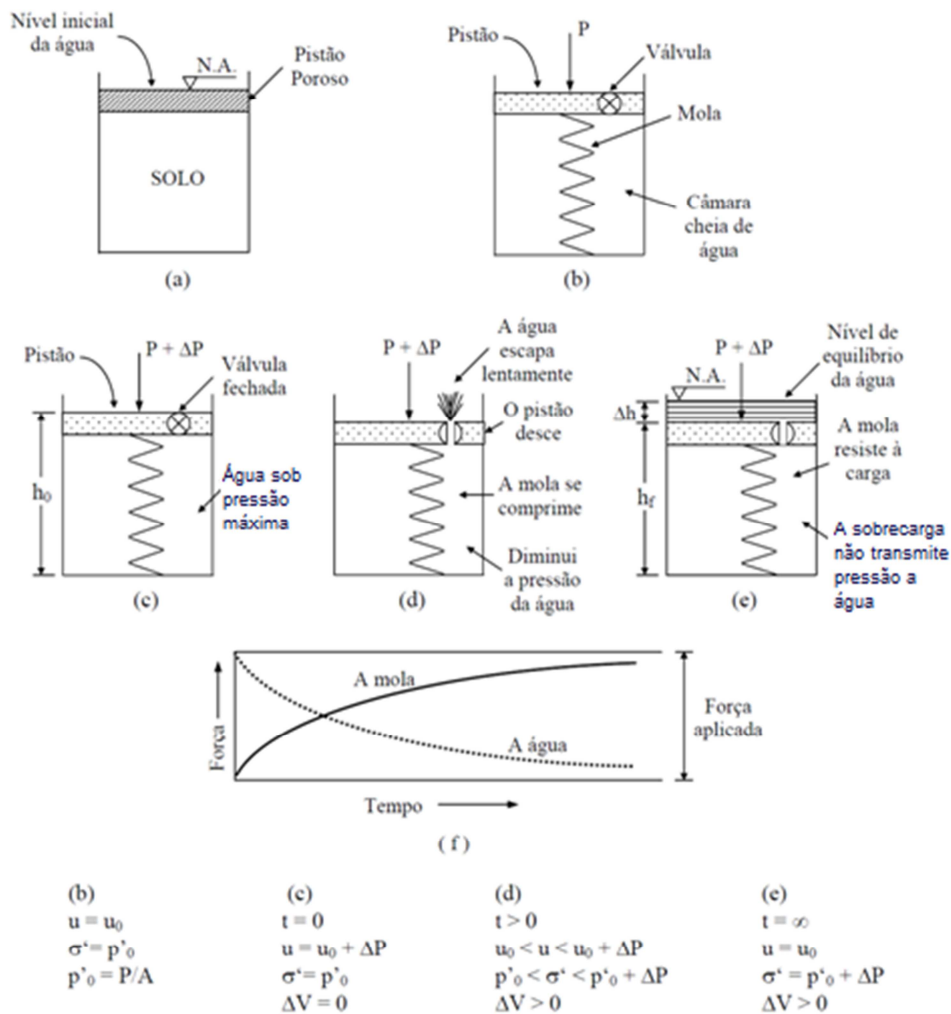 Nível inicial
da água
N.A.
Pistão
Poroso
SOLO
(a)
Pistão
P
Válvula
Mola
Câmara
cheia de
água
(b)
Pistão
P + ΔP
Válvula
fechada
h₀
Água sob
pressão
máxima
(c)
P + ΔP
A água
escapa
lentamente
O pistão
desce
A mola se
comprime
Diminui
a pressão
da água
(d)
N.A.
P + ΔP
Nível de
equilíbrio
da água
Δh
h_f
A mola
resiste à
carga
A sobrecarga
não transmite
pressão a
água
(e)
Força
A mola
A água
Força
aplicada
Tempo
( f )
(b)
u = u₀
σ‘= p’₀
p’₀ = P/A
(c)
t = 0
u = u₀ + ΔP
σ‘= p’₀
ΔV = 0
(d)
t > 0
u₀ < u < u₀ + ΔP
p’₀ < σ‘ < p‘₀ + ΔP
ΔV > 0
(e)
t = ∞
u = u₀
σ‘ = p‘₀ + ΔP
ΔV > 0